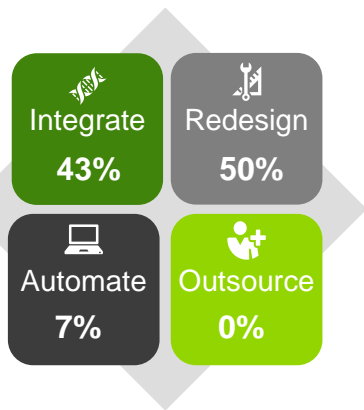 Integrate
43%
Redesign
50%
Automate
7%
Outsource
0%